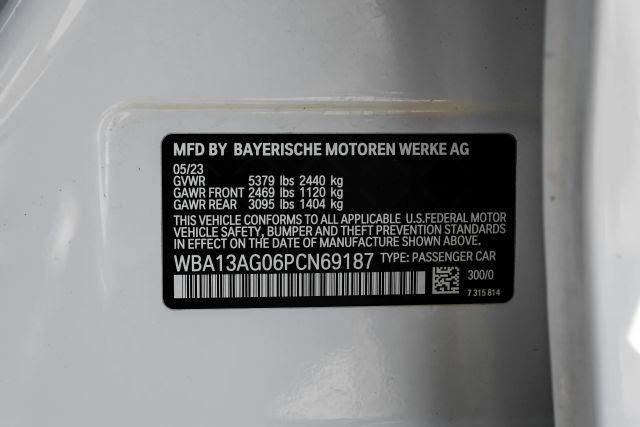 MFD BY BAYERISCHE MOTOREN WERKE AG
05/23
GVWR 5379 lbs 2440 kg
GAWR FRONT 2469 lbs 1120 kg
GAWR REAR 3095 lbs 1404 kg
THIS VEHICLE CONFORMS TO ALL APPLICABLE U.S.FEDERAL MOTOR
VEHICLE SAFETY, BUMPER AND THEFT PREVENTION STANDARDS
IN EFFECT ON THE DATE OF MANUFACTURE SHOWN ABOVE.
WBA13AG06PCN69187 TYPE: PASSENGER CAR
300/0
7 315 814